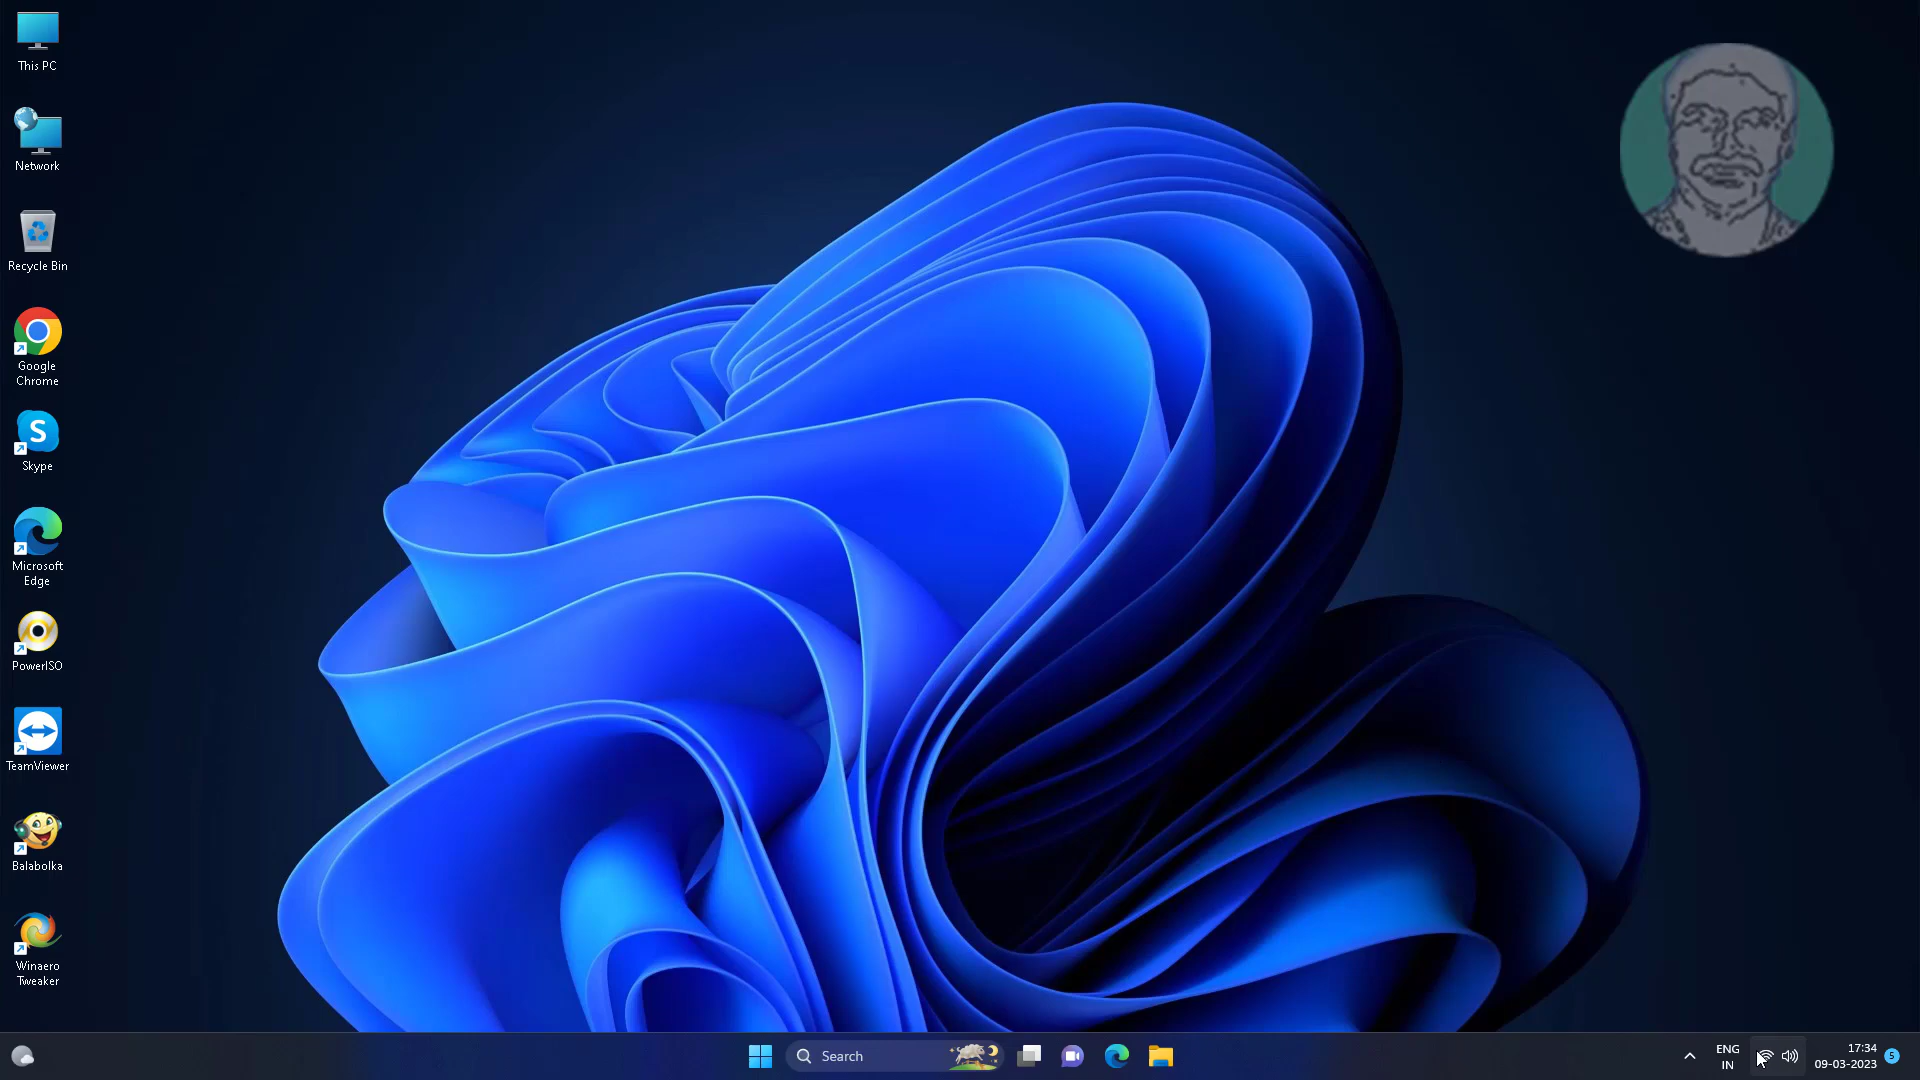 This PC
Network
Recycle Bin
Google
Chrome
S
Skype
Microsoft
Edge
PowerISO
TeamViewer
Balabolka
Winaero
Tweaker
Search
ENG
IN
17:34
09-03-2023
5